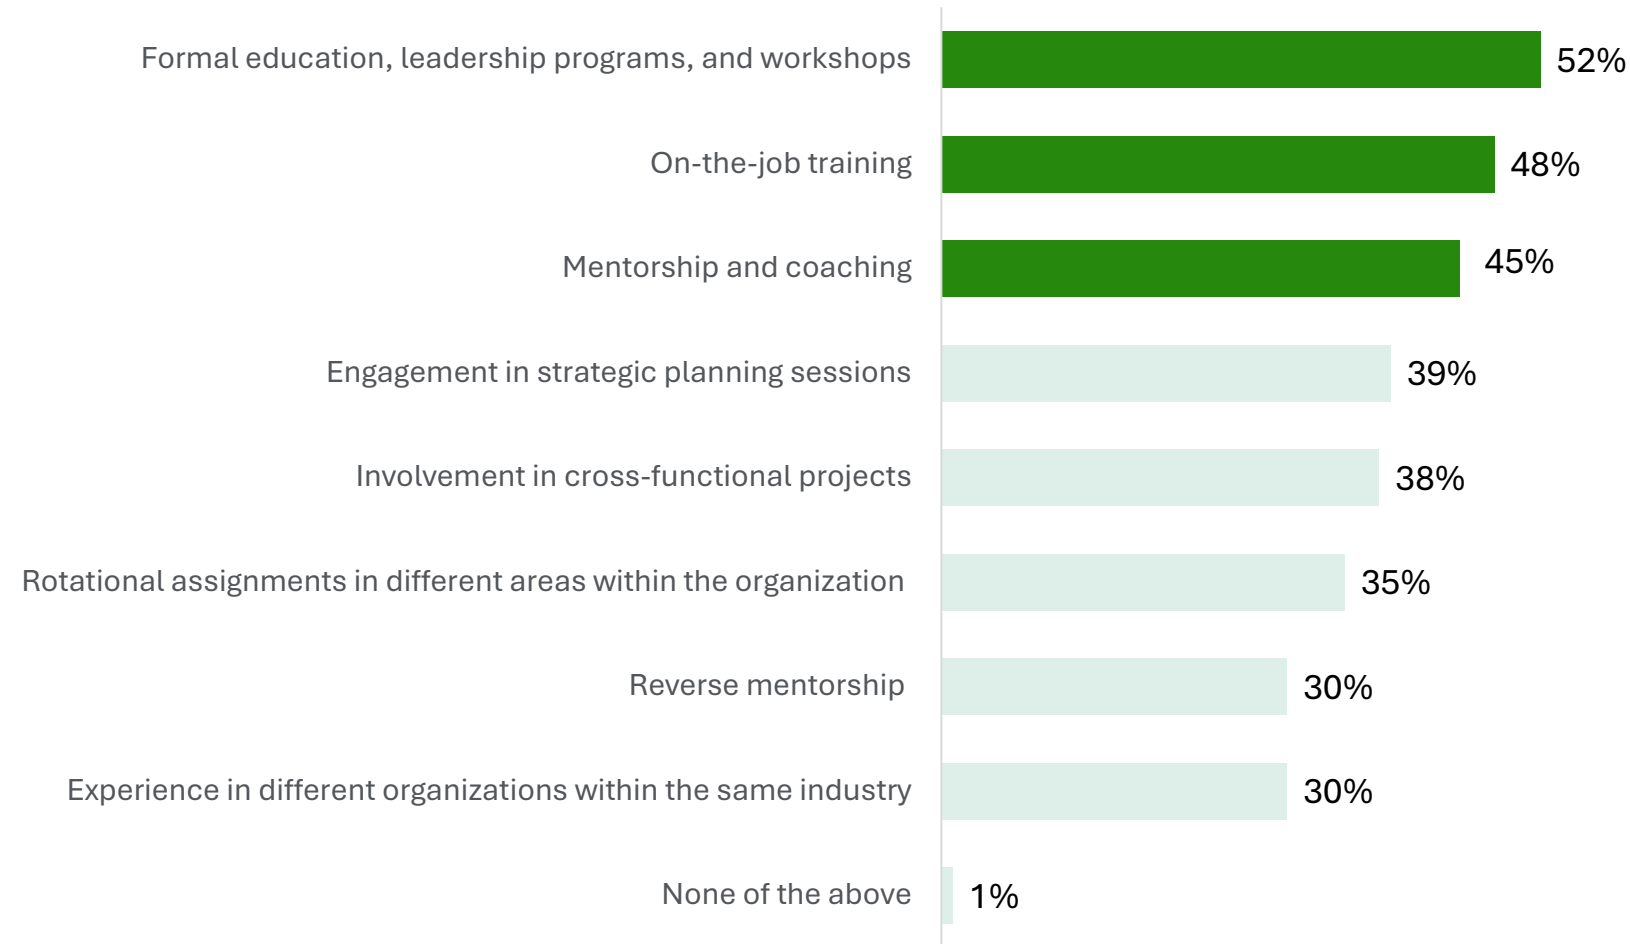 Formal education, leadership programs, and workshops 52%
On-the-job training 48%
Mentorship and coaching 45%
Engagement in strategic planning sessions 39%
Involvement in cross-functional projects 38%
Rotational assignments in different areas within the organization 35%
Reverse mentorship 30%
Experience in different organizations within the same industry 30%
None of the above 1%